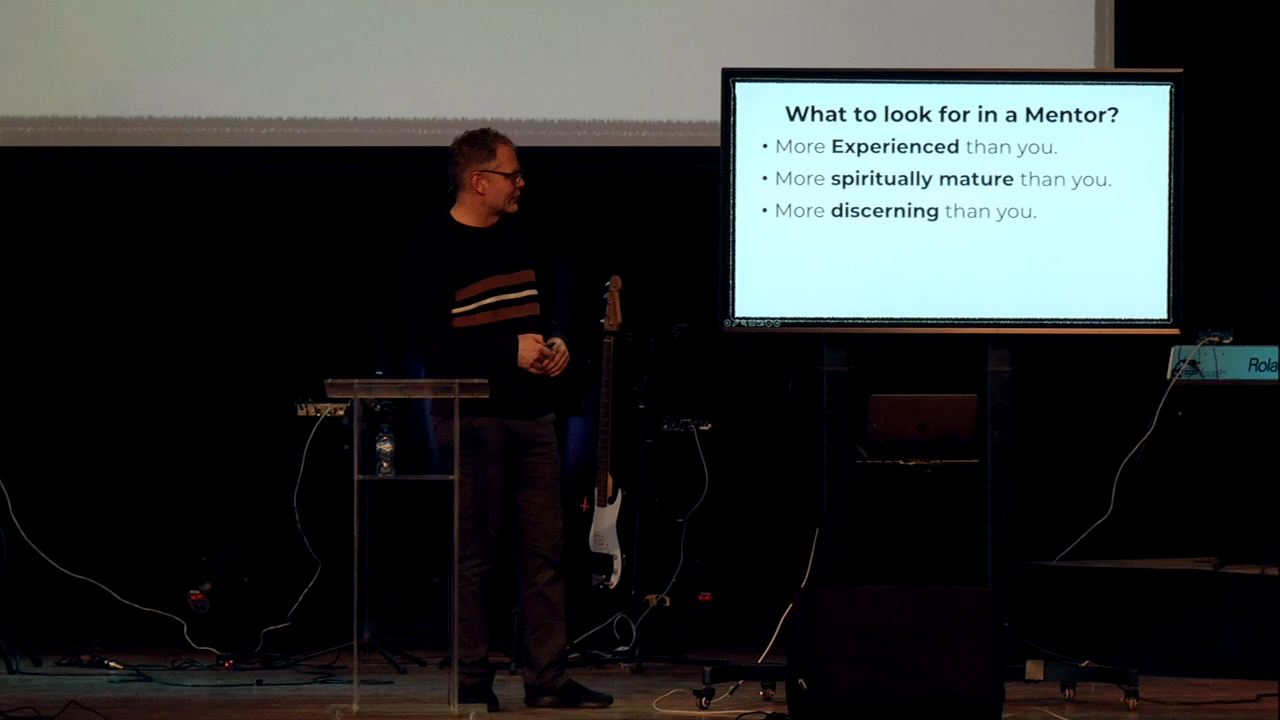 What to look for in a Mentor?
• More Experienced than you.
• More spiritually mature than you.
• More discerning than you.
Rola